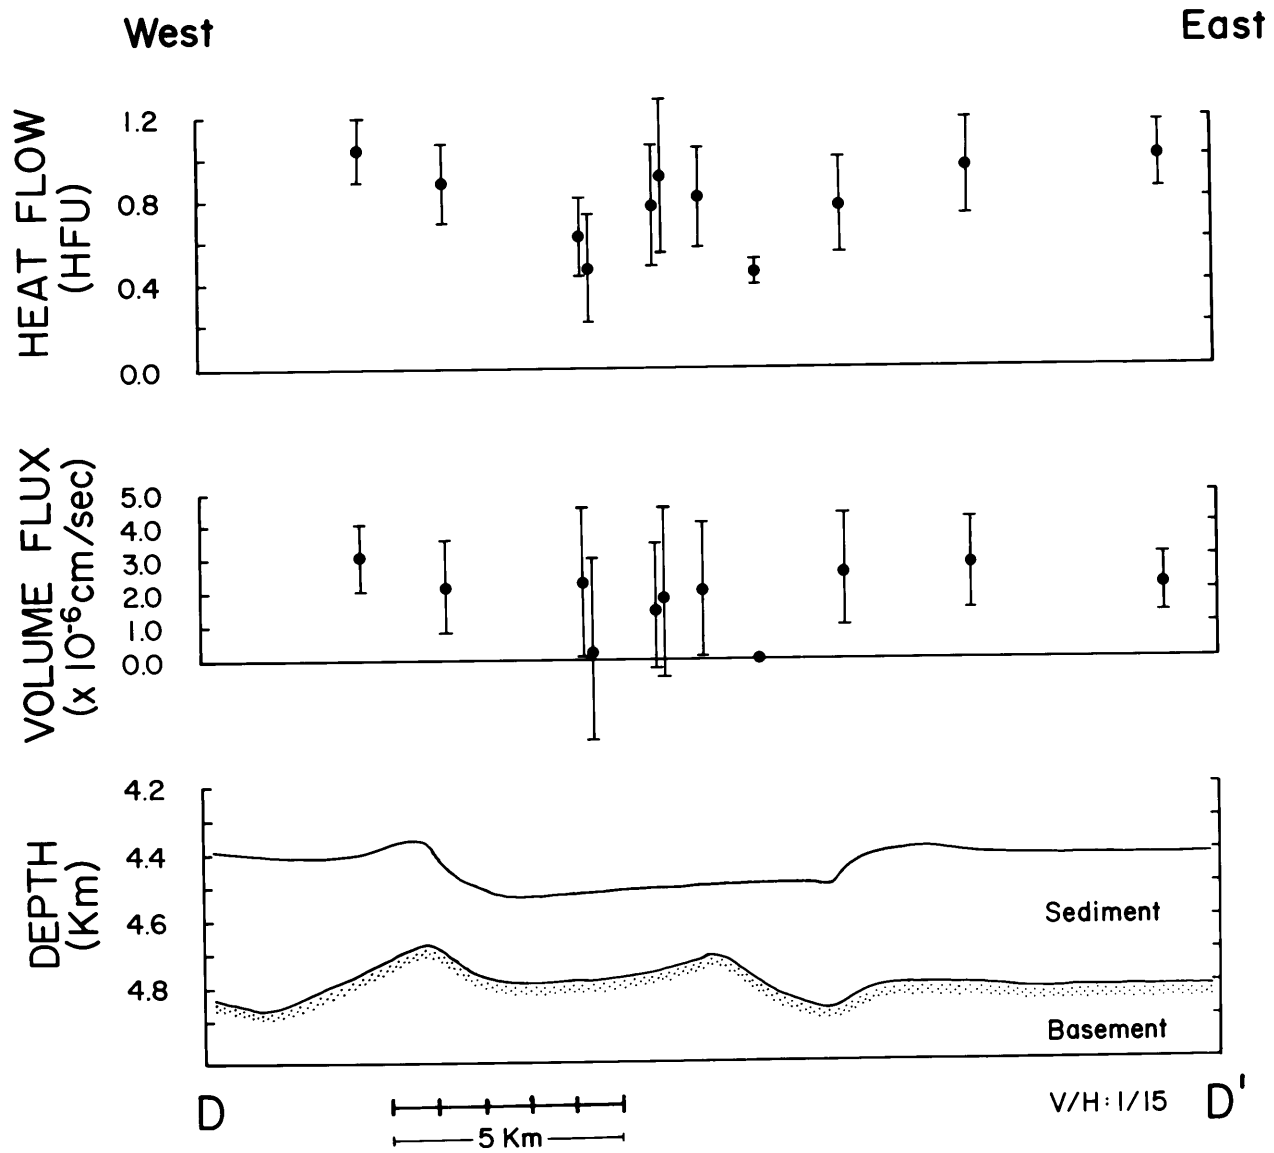 West
East
HEAT FLOW
(HFU)
1.2
0.8
0.4
0.0
VOLUME FLUX
(x 10⁻⁶cm/sec)
5.0
4.0
3.0
2.0
1.0
0.0
DEPTH
(Km)
4.2
4.4
4.6
4.8
Sediment
Basement
D
5 Km
V/H: 1/15
D'